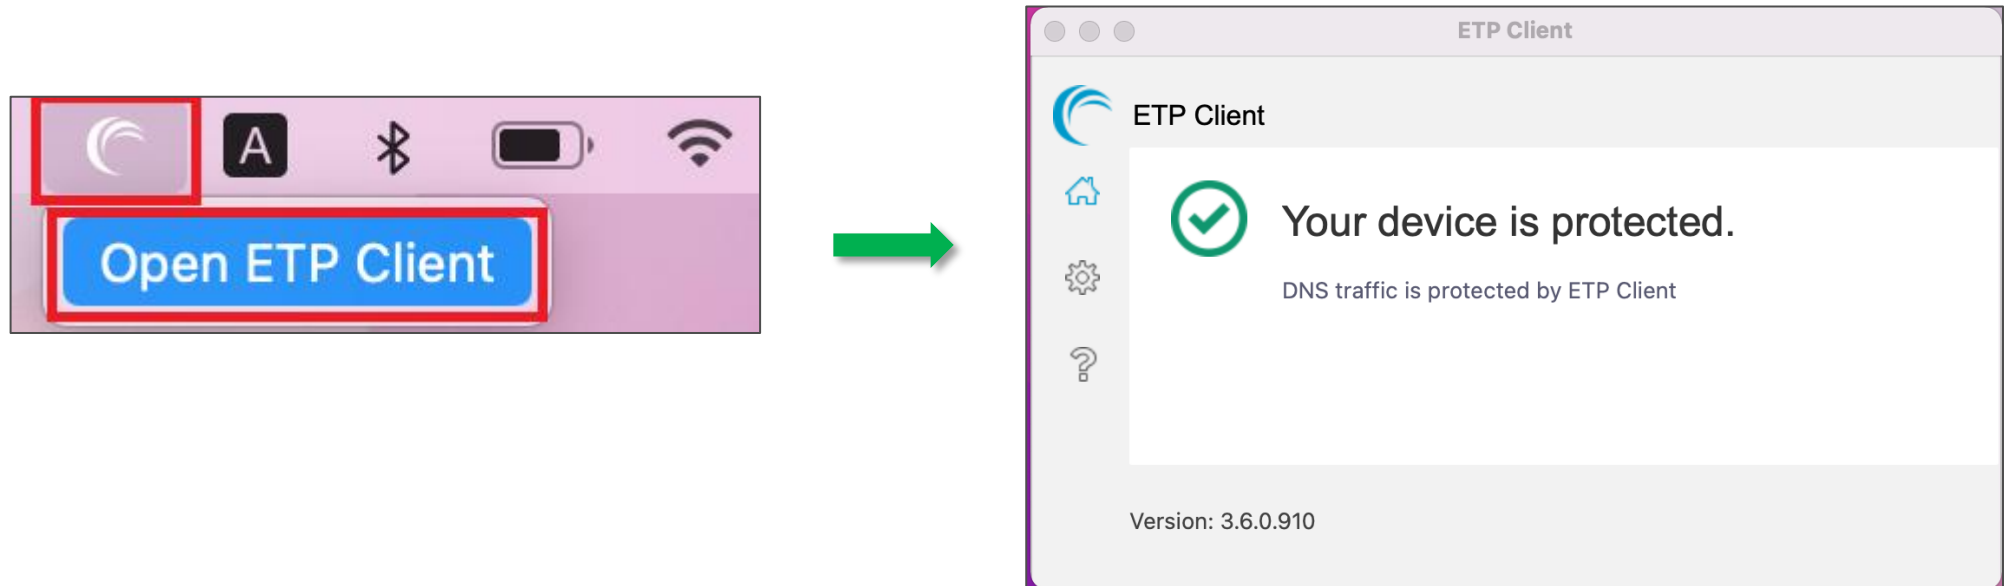 A
Open ETP Client
ETP Client
ETP Client
Your device is protected.
DNS traffic is protected by ETP Client
Version: 3.6.0.910